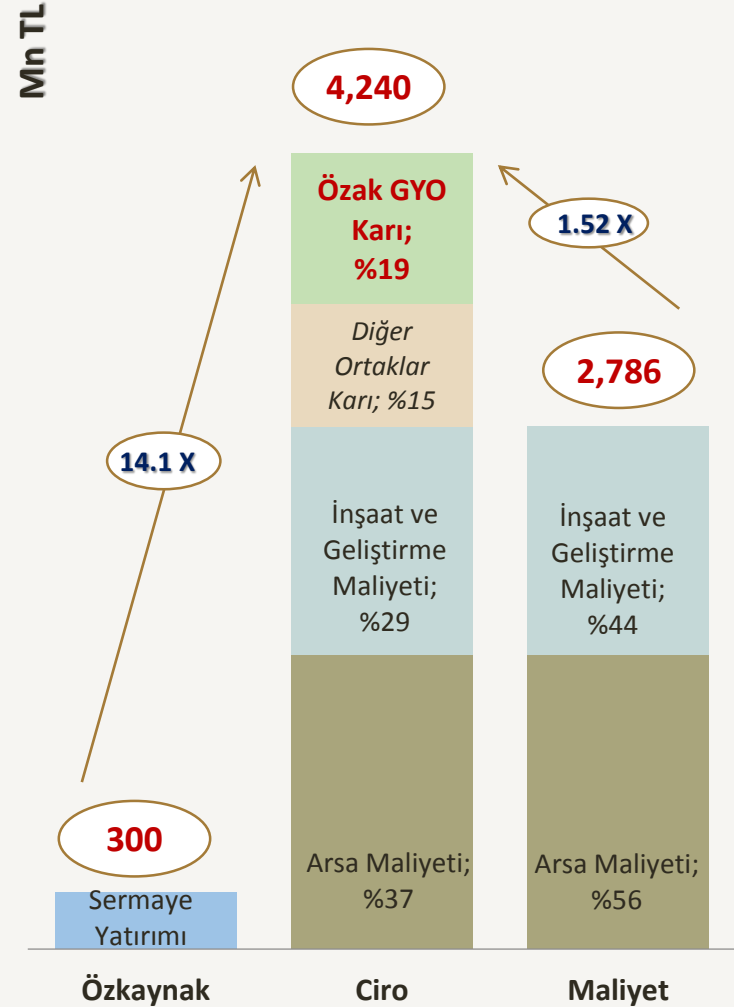 Mn TL
4,240
Özak GYO
Karı;
%19
1.52 X
Diğer
Ortaklar
Karı; %15
2,786
14.1 X
İnşaat ve
Geliştirme
Maliyeti;
%29
İnşaat ve
Geliştirme
Maliyeti;
%44
300
Arsa Maliyeti;
%37
Arsa Maliyeti;
%56
Sermaye
Yatırımı
Özkaynak
Ciro
Maliyet